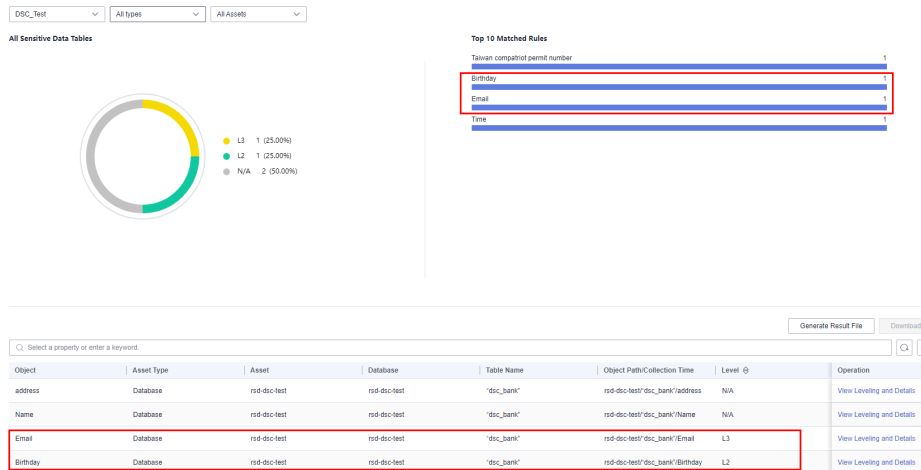 DSC_Test All types All Assets
All Sensitive Data Tables
L3 1 (25.00%)
L2 1 (25.00%)
N/A 2 (50.00%)
Top 10 Matched Rules
Taiwan compatriot permit number 1
Birthday 1
Email 1
Time 1
Generate Result File Download
Select a property or enter a keyword.
Object Asset Type Asset Database Table Name Object Path/Collection Time Level Operation
address Database rsd-dsc-test rsd-dsc-test "dsc_bank" rsd-dsc-test/"dsc_bank"/address N/A View Leveling and Details
Name Database rsd-dsc-test rsd-dsc-test "dsc_bank" rsd-dsc-test/"dsc_bank"/Name N/A View Leveling and Details
Email Database rsd-dsc-test rsd-dsc-test "dsc_bank" rsd-dsc-test/"dsc_bank"/Email L3 View Leveling and Details
Birthday Database rsd-dsc-test rsd-dsc-test "dsc_bank" rsd-dsc-test/"dsc_bank"/Birthday L2 View Leveling and Details